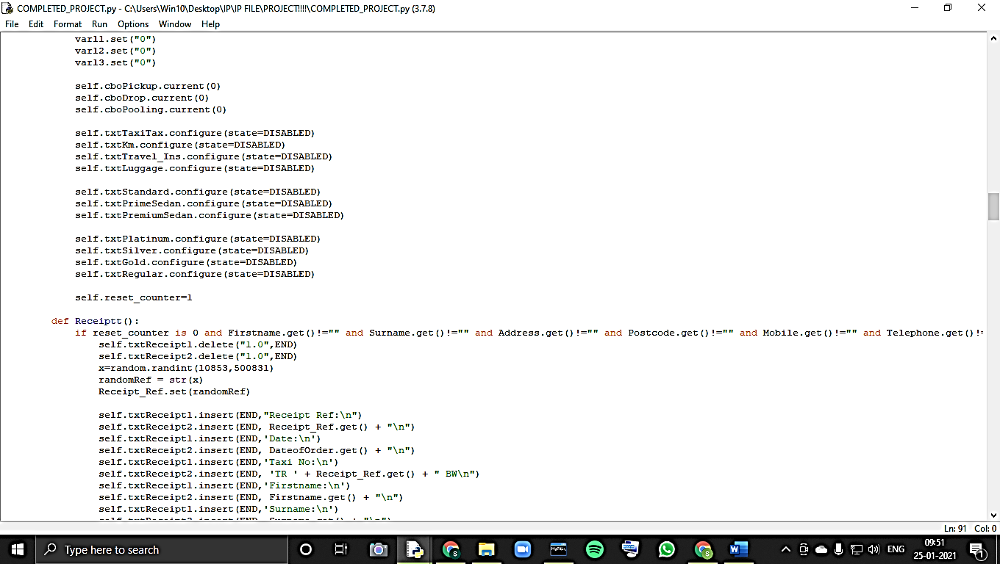 COMPLETED_PROJECT.py - C:\Users\Win10\Desktop\IP\IP FILE\PROJECT!!!!\COMPLETED_PROJECT.py (3.7.8)
File Edit Format Run Options Window Help
var11.set("0")
var12.set("0")
var13.set("0")
self.cboPickup.current(0)
self.cboDrop.current(0)
self.cboPooling.current(0)
self.txtTaxiTax.configure(state=DISABLED)
self.txtKm.configure(state=DISABLED)
self.txtTravel_Ins.configure(state=DISABLED)
self.txtLuggage.configure(state=DISABLED)
self.txtStandard.configure(state=DISABLED)
self.txtPrimeSedan.configure(state=DISABLED)
self.txtPremiumSedan.configure(state=DISABLED)
self.txtPlatinum.configure(state=DISABLED)
self.txtSilver.configure(state=DISABLED)
self.txtGold.configure(state=DISABLED)
self.txtRegular.configure(state=DISABLED)
self.reset_counter=1
def Receiptt():
if reset_counter is 0 and Firstname.get()!="" and Surname.get()!="" and Address.get()!="" and Postcode.get()!="" and Mobile.get()!="" and Telephone.get()!=
self.txtReceipt1.delete("1.0",END)
self.txtReceipt2.delete("1.0",END)
x=random.randint(10853,500831)
randomRef = str(x)
Receipt_Ref.set(randomRef)
self.txtReceipt1.insert(END,"Receipt Ref:\n")
self.txtReceipt2.insert(END, Receipt_Ref.get() + "\n")
self.txtReceipt1.insert(END,'Date:\n')
self.txtReceipt2.insert(END, DateofOrder.get() + "\n")
self.txtReceipt1.insert(END,'Taxi No:\n')
self.txtReceipt2.insert(END, 'TR ' + Receipt_Ref.get() + " BW\n")
self.txtReceipt1.insert(END,'Firstname:\n')
self.txtReceipt2.insert(END, Firstname.get() + "\n")
self.txtReceipt1.insert(END,'Surname:\n')
self.txtReceipt2.insert(END, Surname.get() + "\n")
Ln: 91 Col: 0
Type here to search
MySQL
ENG
09:51
25-01-2021
1